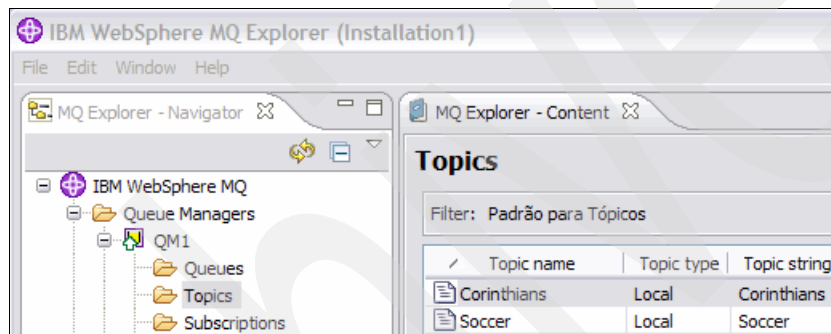 IBM WebSphere MQ Explorer (Installation1)
File Edit Window Help
MQ Explorer - Navigator
MQ Explorer - Content
IBM WebSphere MQ
Queue Managers
QM1
Queues
Topics
Subscriptions
Topics
Filter: Padrão para Tópicos
Topic name Topic type Topic string
Corinthians Local Corinthians
Soccer Local Soccer